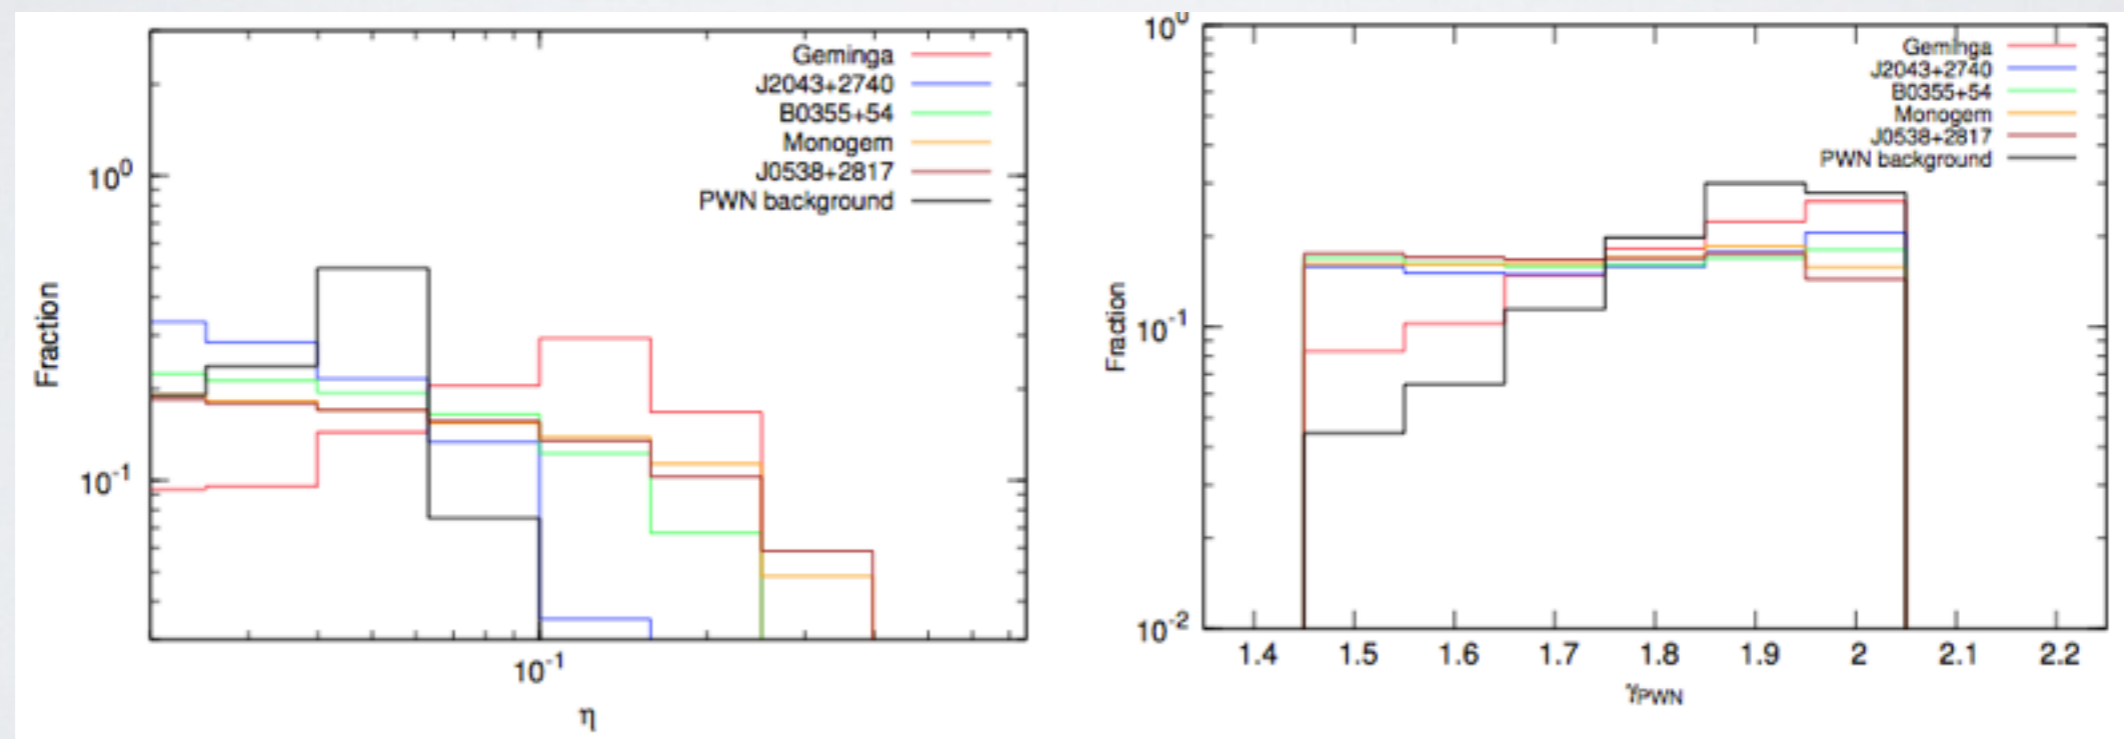 Geminga
J2043+2740
B0355+54
Monogem
J0538+2817
PWN background
10^0
10^-1
Fraction
10^-1
η
10^0
Geminga
J2043+2740
B0355+54
Monogem
J0538+2817
PWN background
10^-1
Fraction
10^-2
1.4 1.5 1.6 1.7 1.8 1.9 2 2.1 2.2
γPWN